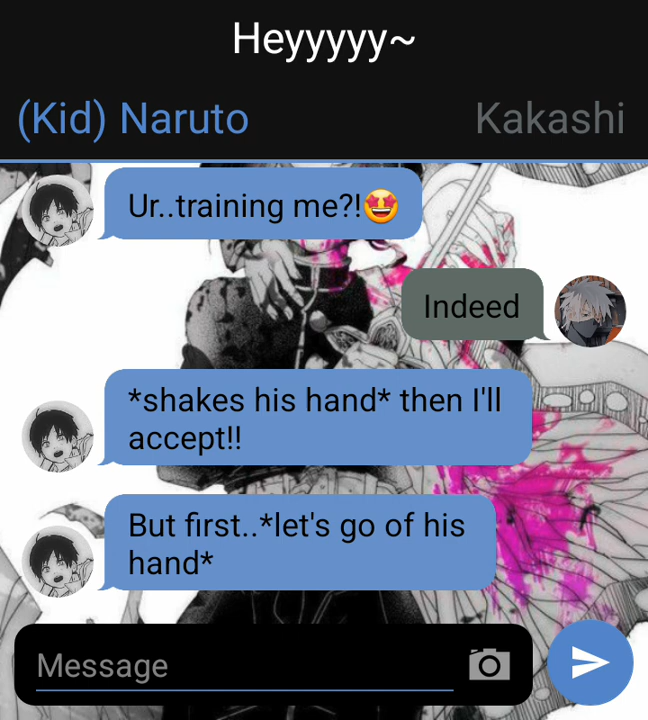 Heyyyyy~
(Kid) Naruto
Kakashi
Ur..training me?!🤩
Indeed
*shakes his hand* then I'll
accept!!
But first..*let's go of his
hand*
Message